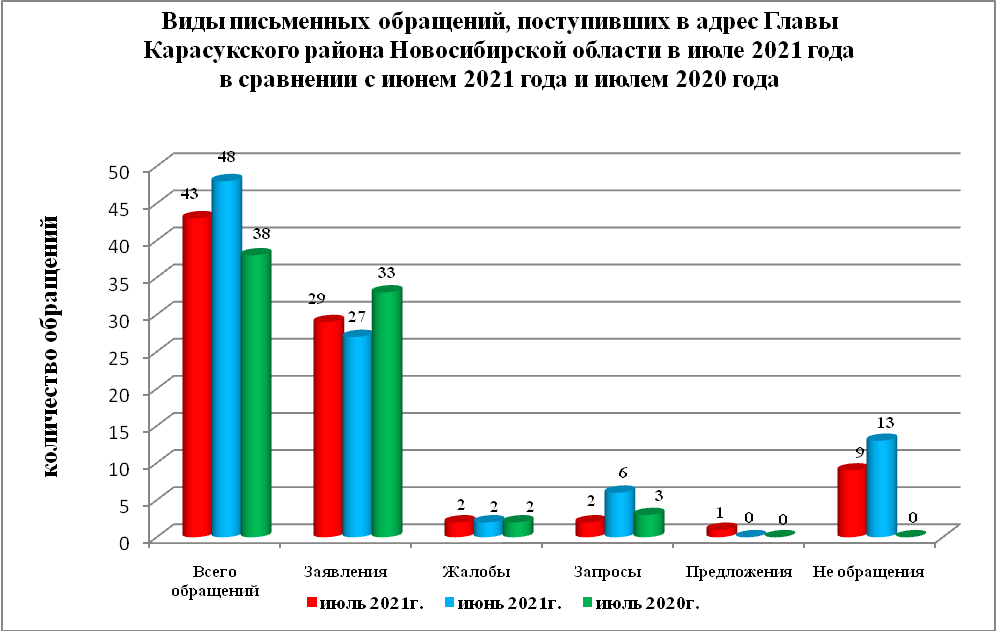 Виды письменных обращений, поступивших в адрес Главы
Карасукского района Новосибирской области в июле 2021 года
в сравнении с июнем 2021 года и июлем 2020 года
количество обращений
50
45
40
35
30
25
20
15
10
5
0
43
48
38
29
27
33
2
2
2
2
6
3
1
0
0
9
13
0
Всего
обращений
Заявления
Жалобы
Запросы
Предложения
Не обращения
июль 2021г.
июнь 2021г.
июль 2020г.